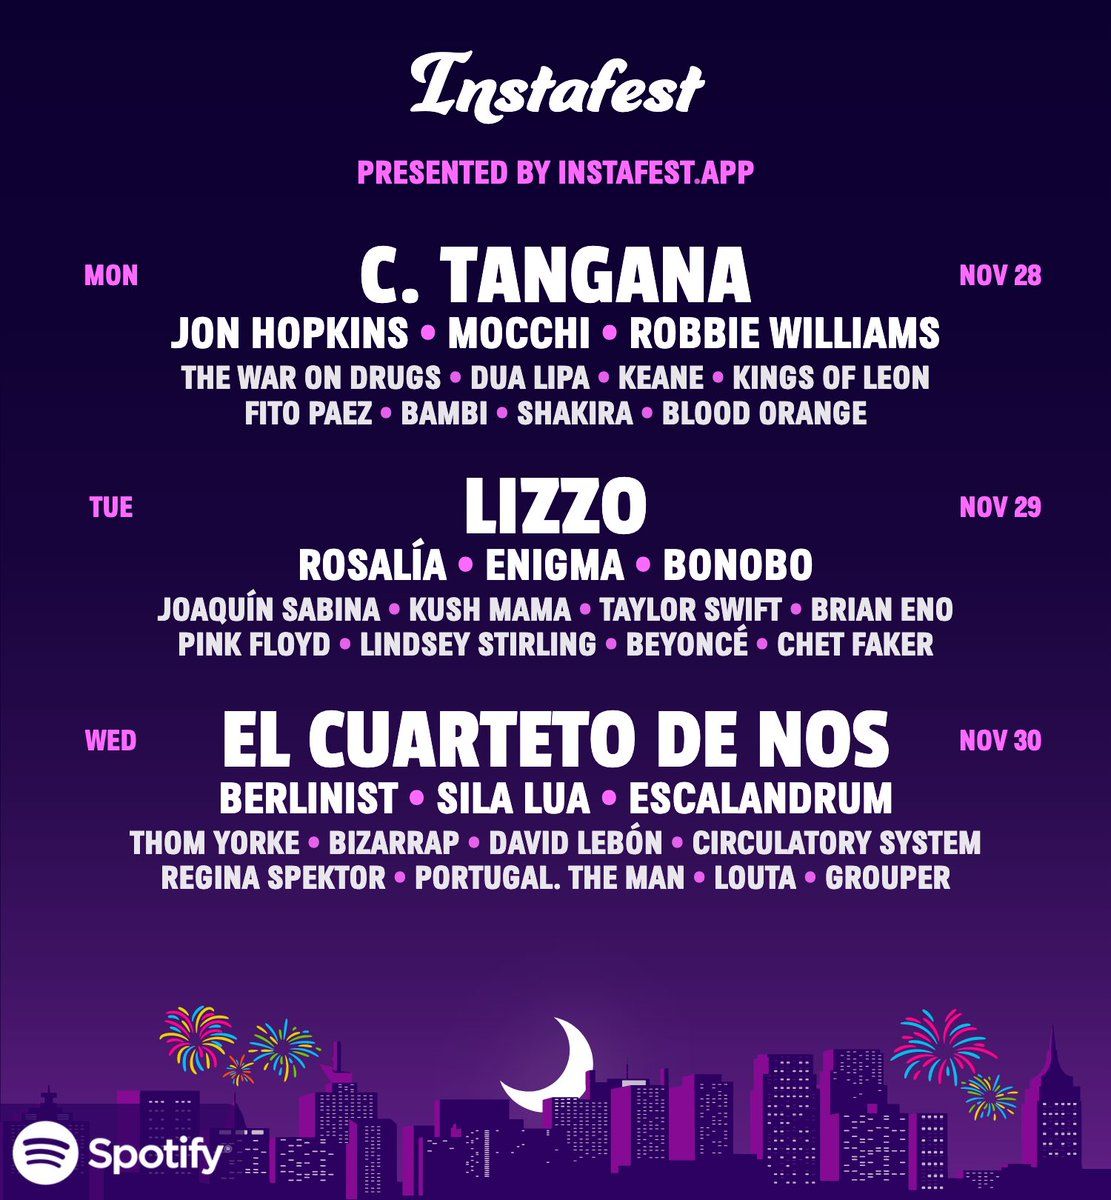 Instafest
PRESENTED BY INSTAFEST.APP
MON
C. TANGANA
NOV 28
JON HOPKINS • MOCCHI • ROBBIE WILLIAMS
THE WAR ON DRUGS • DUA LIPA • KEANE • KINGS OF LEON
FITO PAEZ • BAMBI • SHAKIRA • BLOOD ORANGE
TUE
LIZZO
NOV 29
ROSALÍA • ENIGMA • BONOBO
JOAQUÍN SABINA • KUSH MAMA • TAYLOR SWIFT • BRIAN ENO
PINK FLOYD • LINDSEY STIRLING • BEYONCÉ • CHET FAKER
WED
EL CUARTETO DE NOS
NOV 30
BERLINIST • SILA LUA • ESCALANDRUM
THOM YORKE • BIZARRAP • DAVID LEBÓN • CIRCULATORY SYSTEM
REGINA SPEKTOR • PORTUGAL. THE MAN • LOUTA • GROUPER
Spotify®